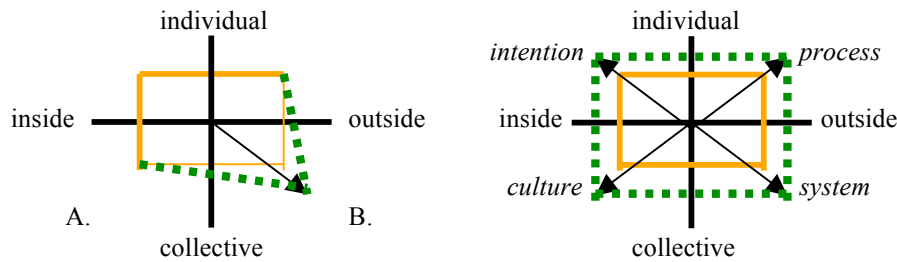 individual
inside
outside
A.
B.
collective
individual
intention
process
inside
outside
culture
system
collective